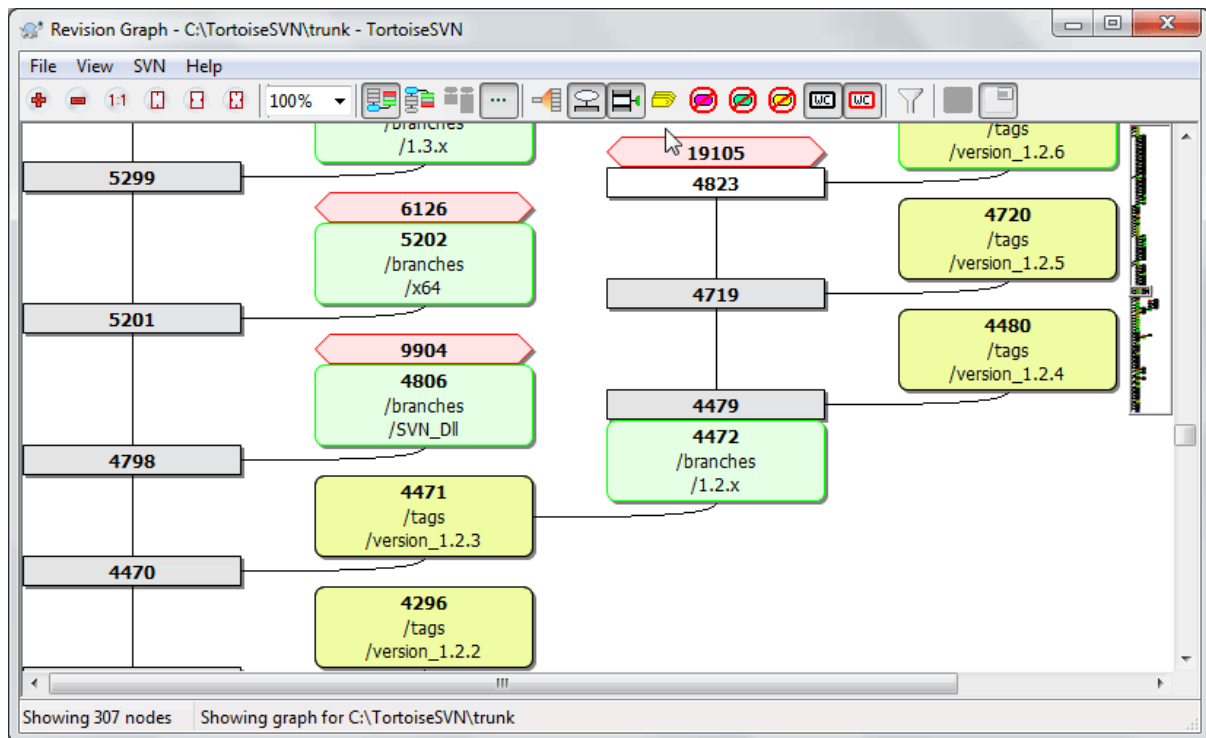 Revision Graph - C:\TortoiseSVN\trunk - TortoiseSVN
File View SVN Help
1:1 100% ... WC WC
/branches
/1.3.x
5299
6126
5202
/branches
/x64
5201
9904
4806
/branches
/SVN_Dll
4798
4471
/tags
/version_1.2.3
4470
4296
/tags
/version_1.2.2
19105
4823
4719
4479
4472
/branches
/1.2.x
/tags
/version_1.2.6
4720
/tags
/version_1.2.5
4480
/tags
/version_1.2.4
Showing 307 nodes Showing graph for C:\TortoiseSVN\trunk